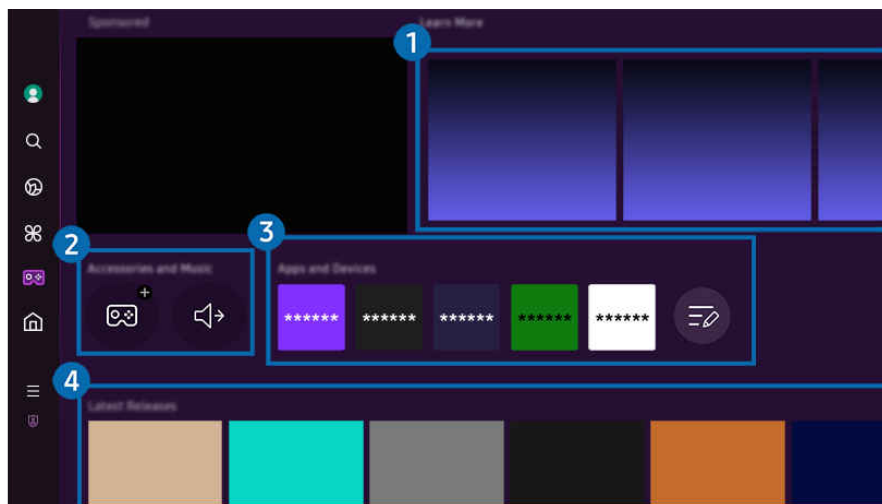 Sponsored
Learn More
1
2
3
Accessories and Music
Apps and Devices
****** ****** ****** ****** ******
4
Latest Releases